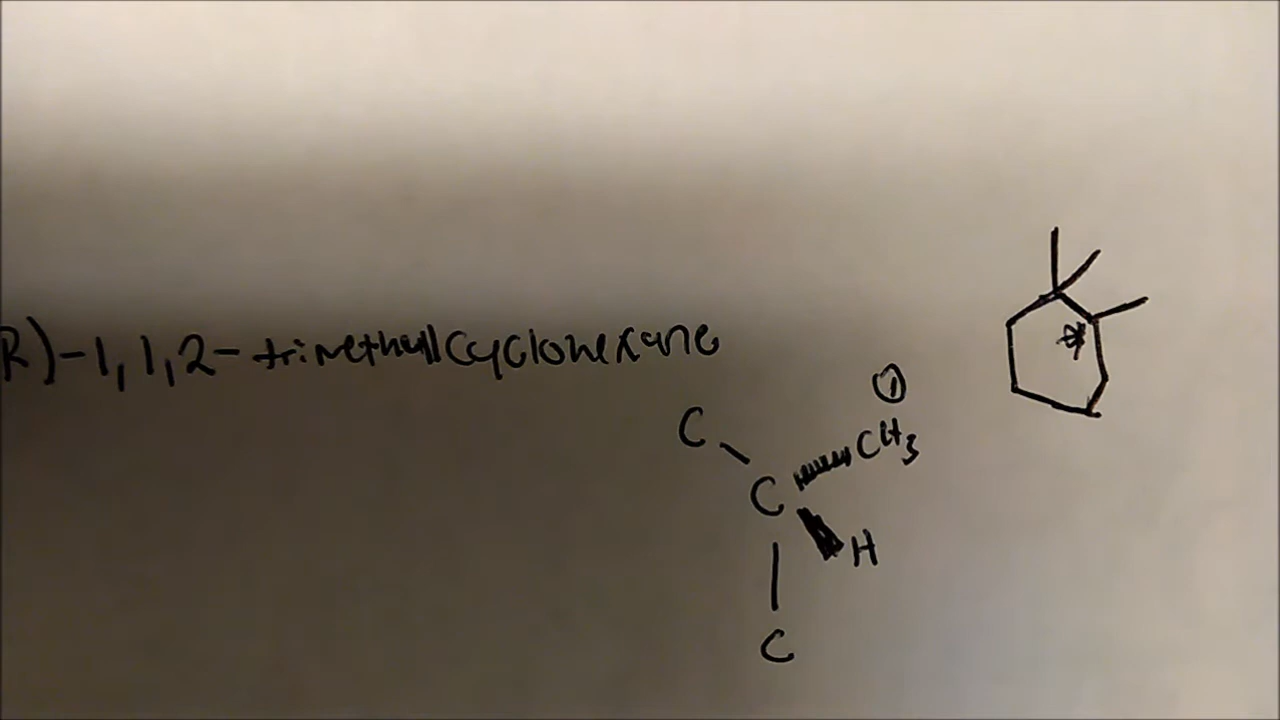 R)-1,1,2-trimethylcyclohexane
①
C
CH3
C
H
C
*